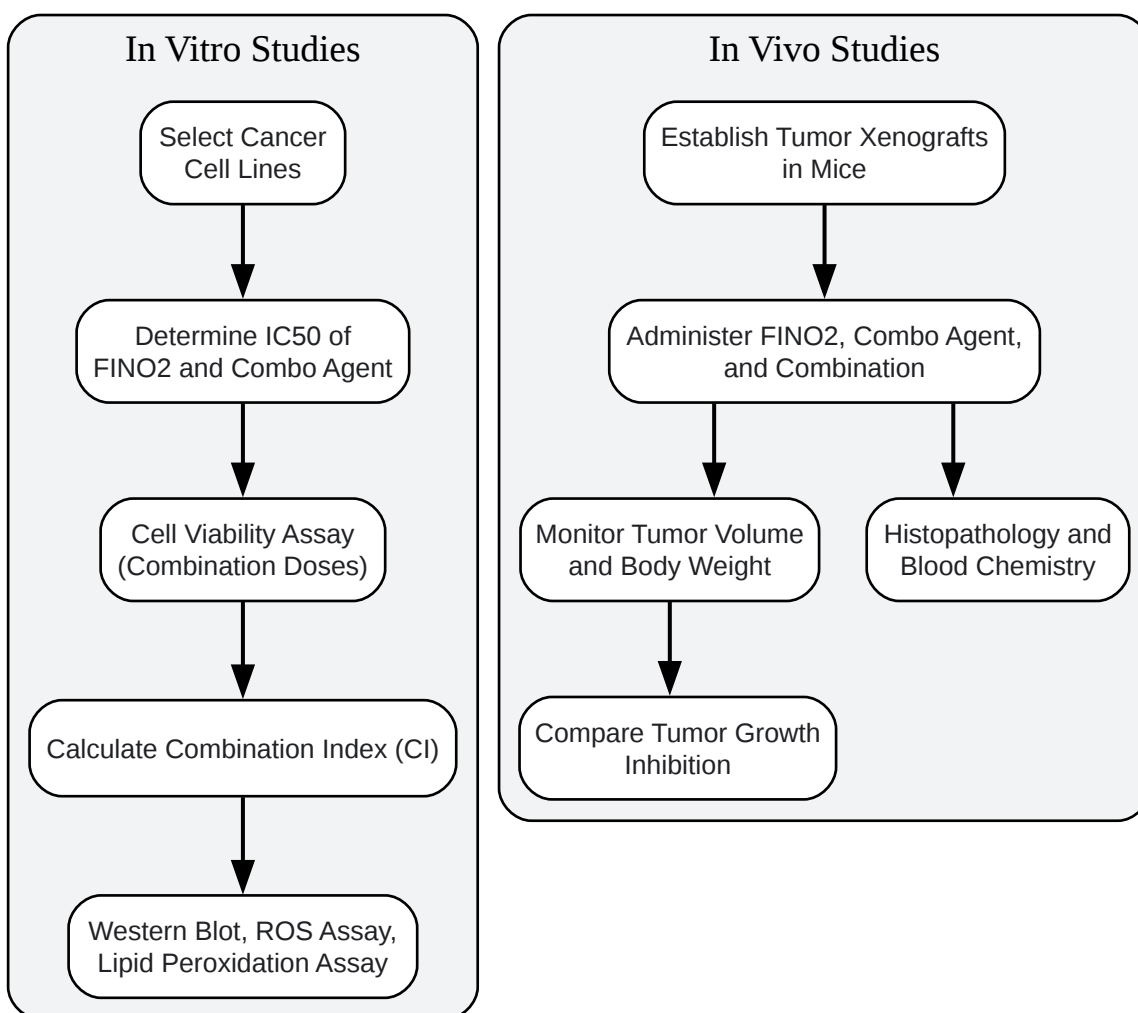 In Vitro Studies
Select Cancer
Cell Lines
Determine IC50 of
FINO2 and Combo Agent
Cell Viability Assay
(Combination Doses)
Calculate Combination Index (CI)
Western Blot, ROS Assay,
Lipid Peroxidation Assay
In Vivo Studies
Establish Tumor Xenografts
in Mice
Administer FINO2, Combo Agent,
and Combination
Monitor Tumor Volume
and Body Weight
Histopathology and
Blood Chemistry
Compare Tumor Growth
Inhibition